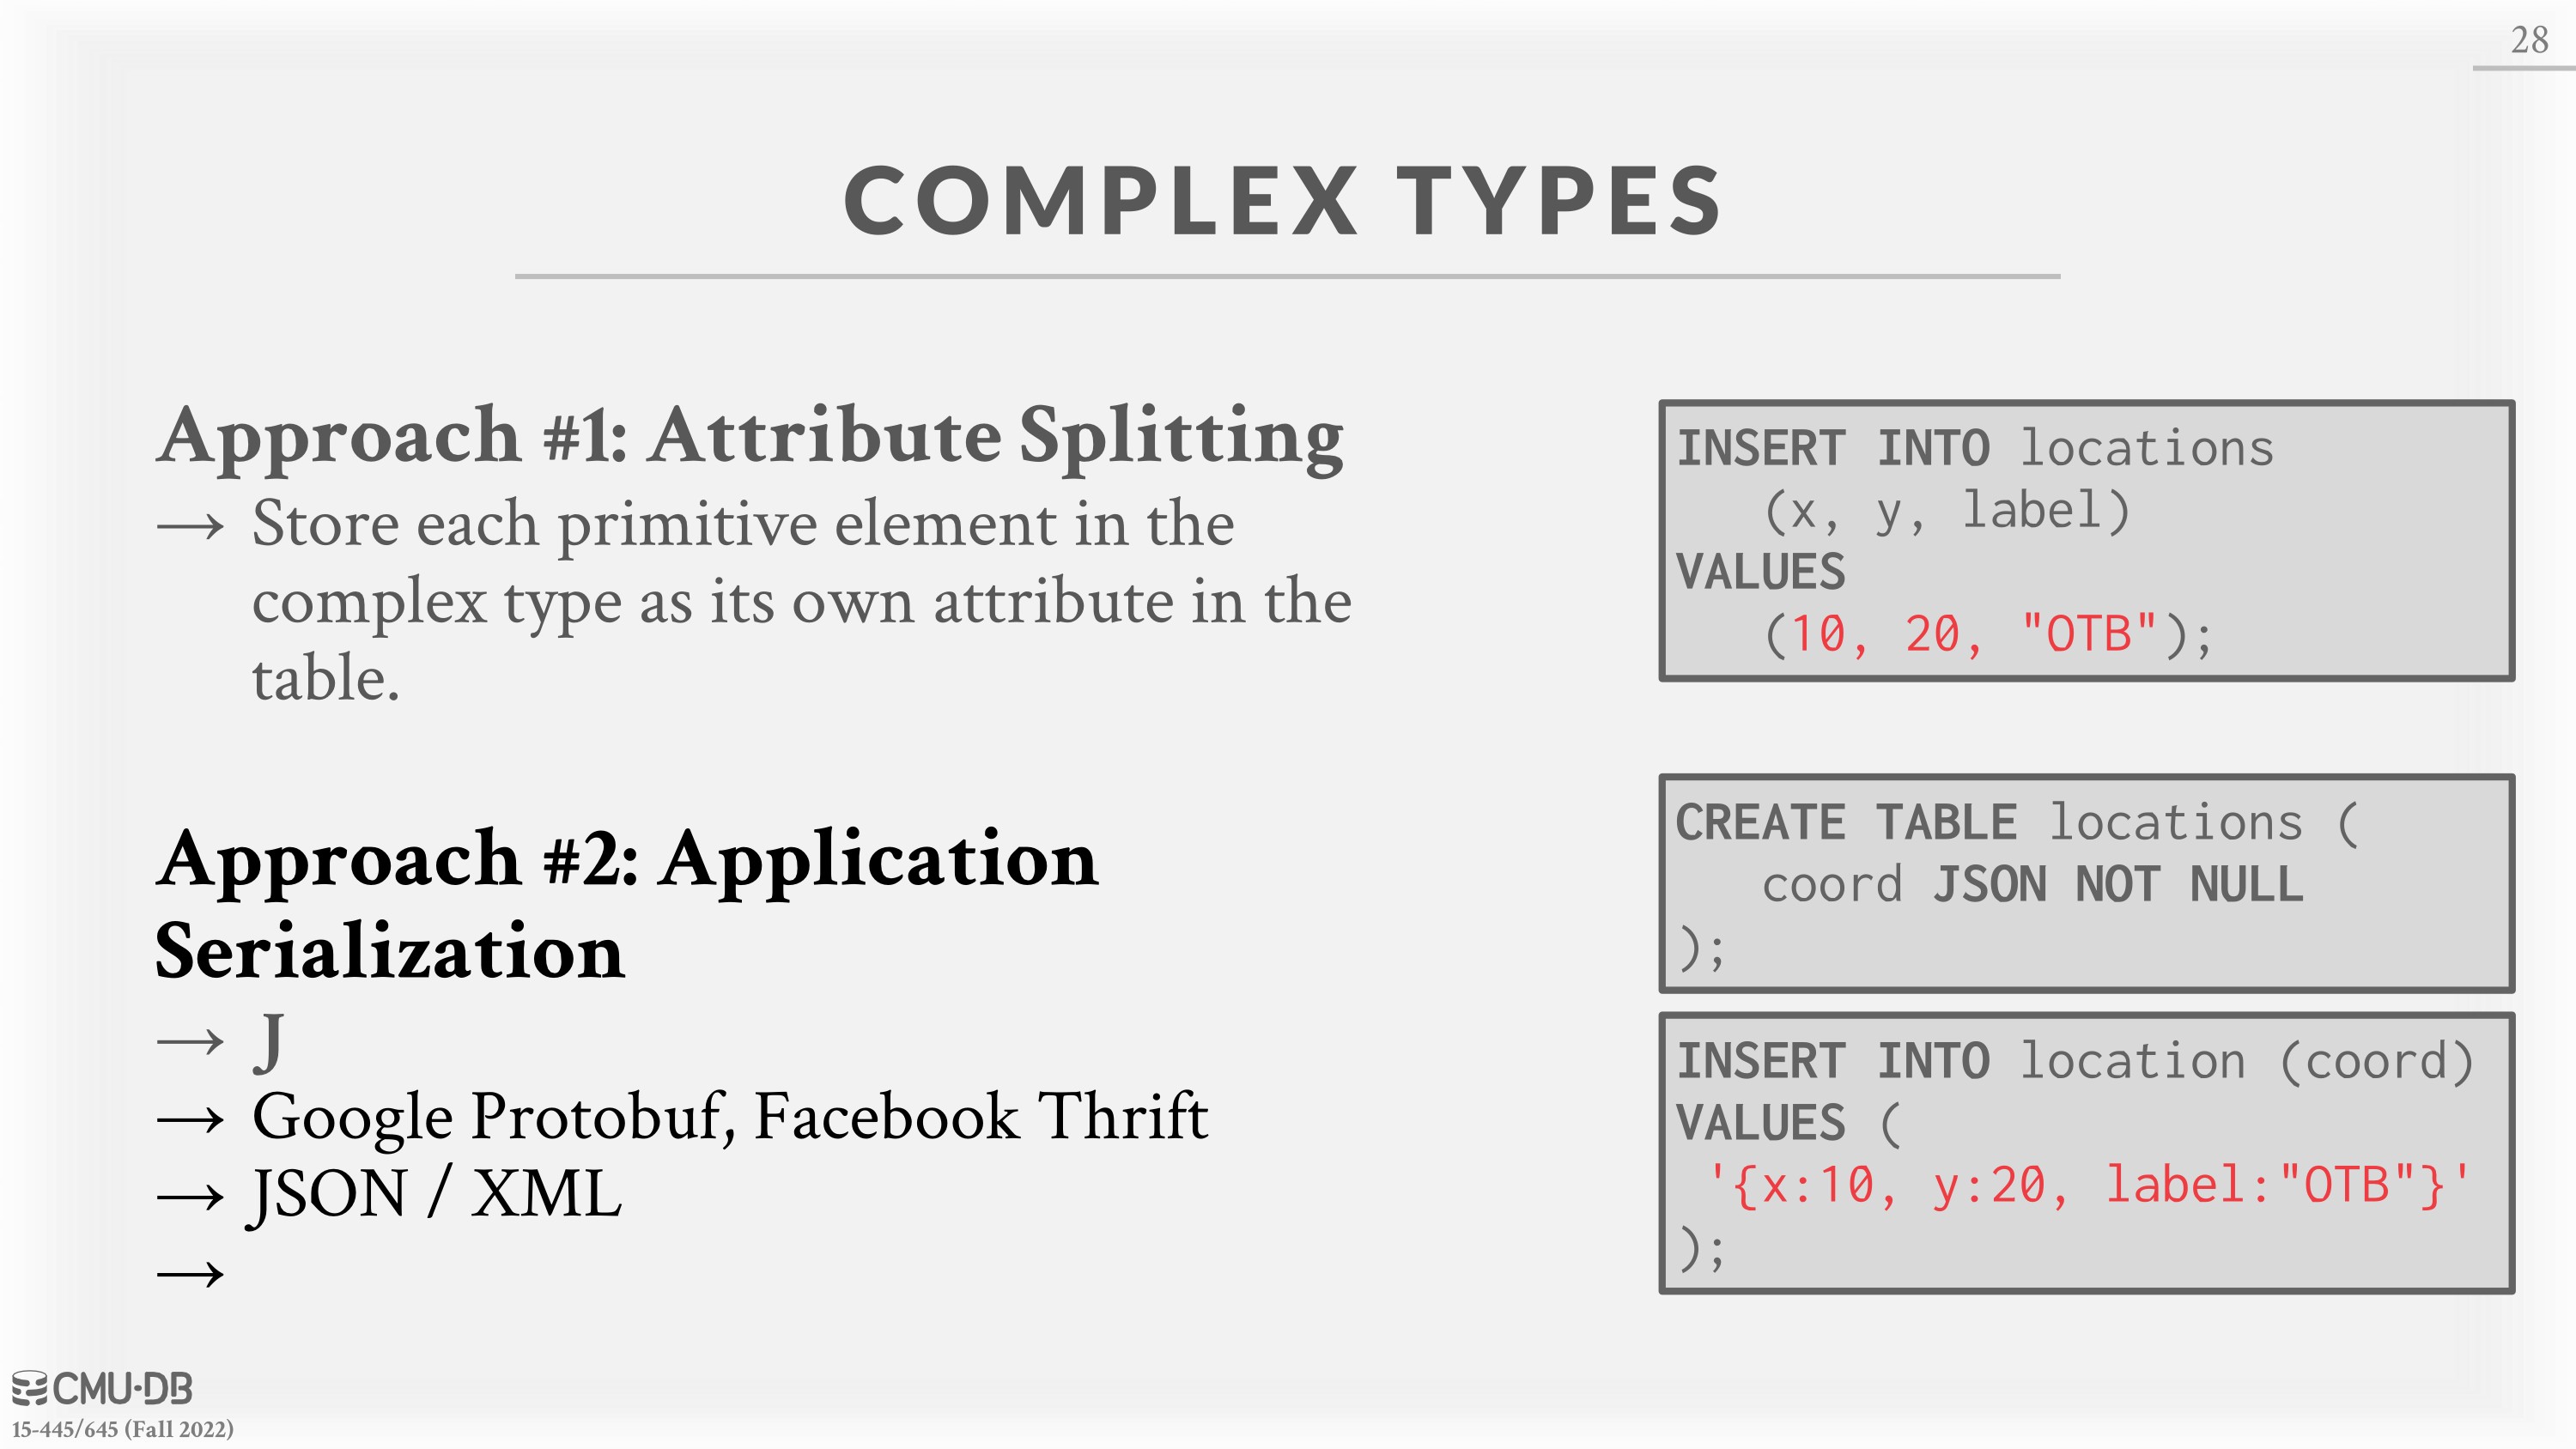 28
COMPLEX TYPES
Approach #1: Attribute Splitting
→ Store each primitive element in the
complex type as its own attribute in the
table.
Approach #2: Application
Serialization
→ J
→ Google Protobuf, Facebook Thrift
→ JSON / XML
→
INSERT INTO locations
(x, y, label)
VALUES
(10, 20, "OTB");
CREATE TABLE locations (
coord JSON NOT NULL
);
INSERT INTO location (coord)
VALUES (
'{x:10, y:20, label:"OTB"}'
);
CMU·DB
15-445/645 (Fall 2022)